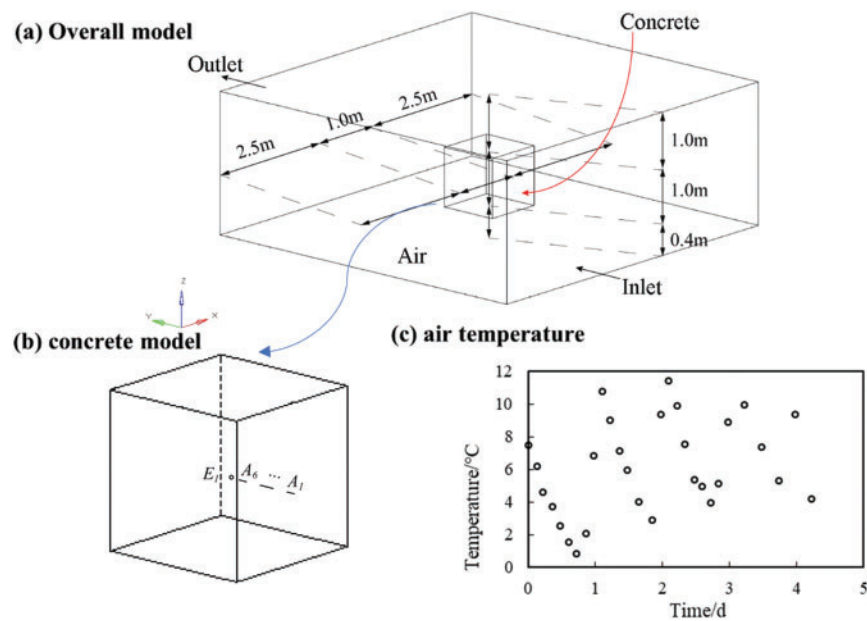 (a) Overall model
Concrete
Outlet
2.5m
1.0m
2.5m
1.0m
1.0m
0.4m
Air
Inlet
Z
Y
X
(b) concrete model
E1 A6 ... A1
(c) air temperature
Temperature/°C
12
10
8
6
4
2
0
0 1 2 3 4 5
Time/d